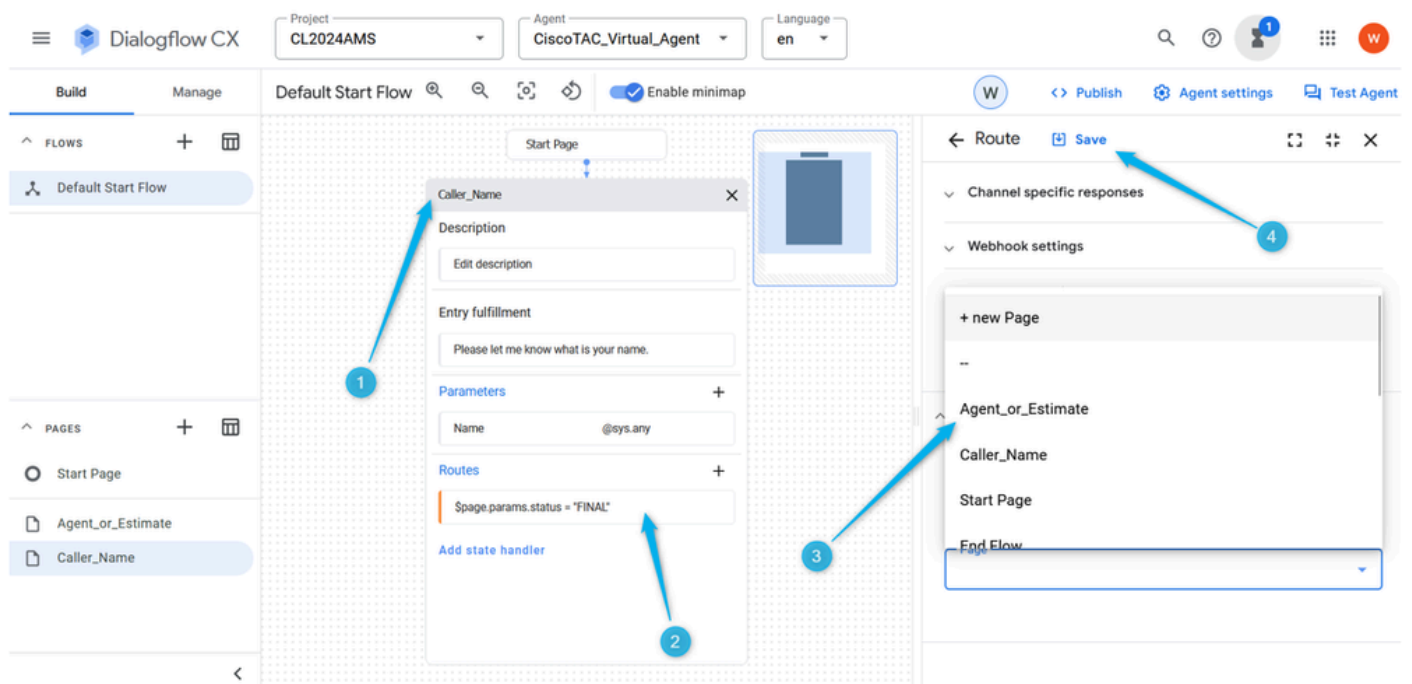 Project
Agent
Language
Dialogflow CX
CL2024AMS
CiscoTAC_Virtual_Agent
en
1
W
Build
Manage
Default Start Flow
Enable minimap
W
Publish
Agent settings
Test Agent
FLOWS
Default Start Flow
Start Page
Caller_Name
Description
Edit description
Entry fulfillment
Please let me know what is your name.
1
Parameters
Name @sys.any
Routes
$page.params.status = "FINAL"
Add state handler
2
PAGES
Start Page
Agent_or_Estimate
Caller_Name
Route
Save
Channel specific responses
4
Webhook settings
+ new Page
--
Agent_or_Estimate
Caller_Name
Start Page
End Flow
Page
3